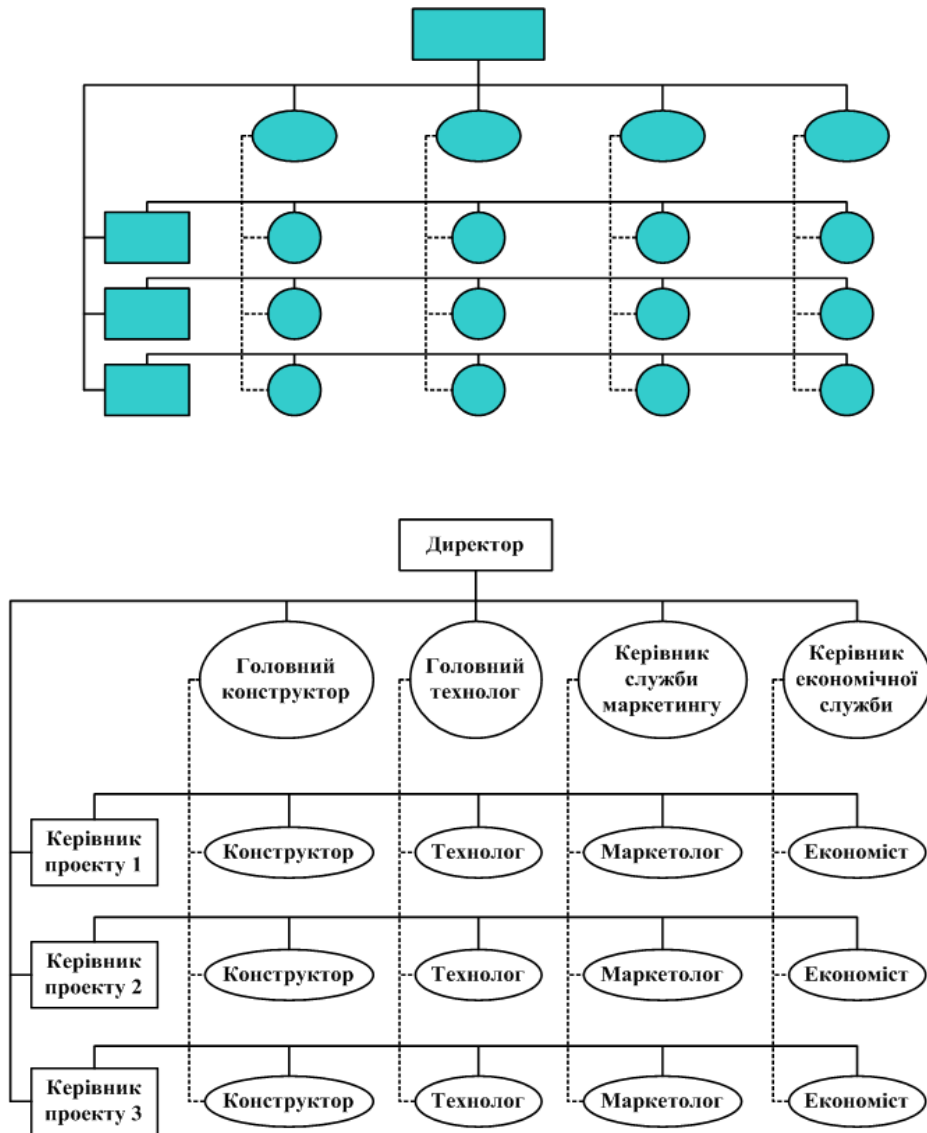 Директор
Головний
конструктор
Головний
технолог
Керівник
служби
маркетингу
Керівник
економічної
служби
Керівник
проекту 1
Конструктор
Технолог
Маркетолог
Економіст
Керівник
проекту 2
Конструктор
Технолог
Маркетолог
Економіст
Керівник
проекту 3
Конструктор
Технолог
Маркетолог
Економіст